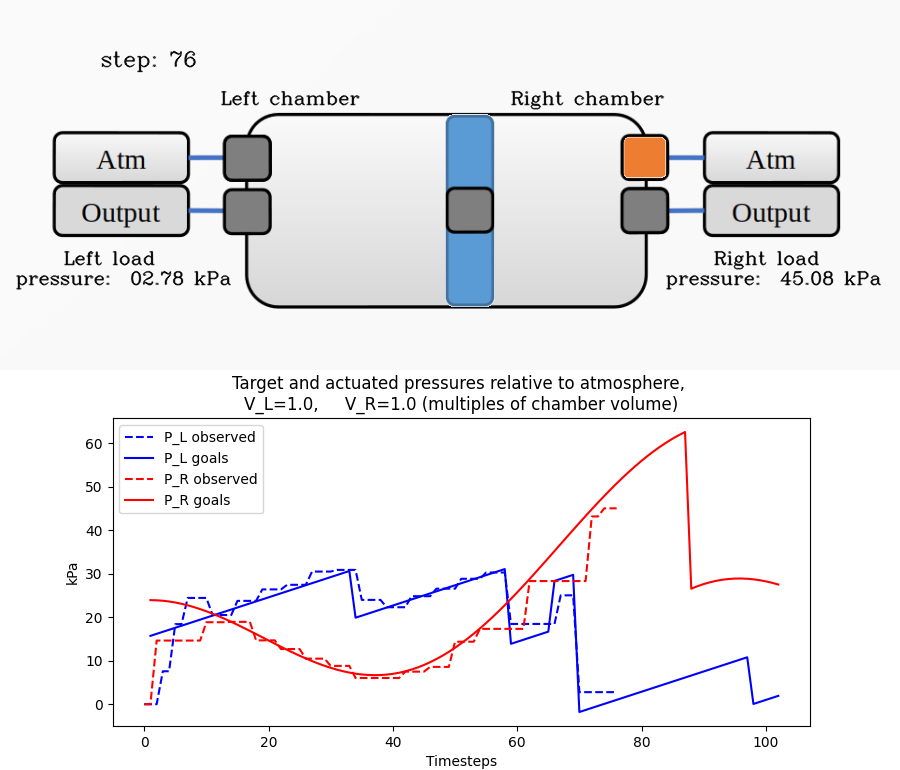 step: 76
Left chamber
Right chamber
Atm
Atm
Output
Output
Left load
pressure: 02.78 kPa
Right load
pressure: 45.08 kPa
Target and actuated pressures relative to atmosphere,
V_L=1.0, V_R=1.0 (multiples of chamber volume)
P_L observed
P_L goals
P_R observed
P_R goals
60
50
40
30
20
10
0
kPa
0 20 40 60 80 100
Timesteps